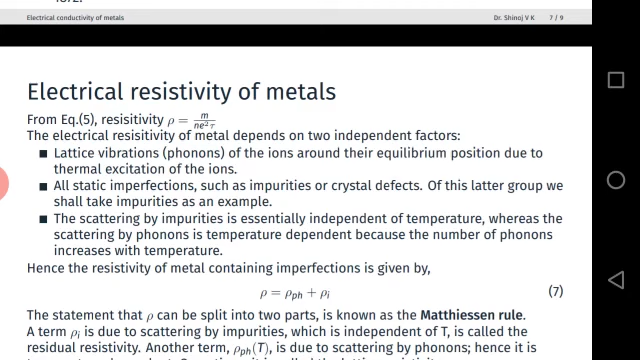 1872.
Electrical conductivity of metals Dr. Shinoj V K 7 / 9
Electrical resistivity of metals
From Eq.(5), resisitivity ρ = m/ne²τ
The electrical resisitivity of metal depends on two independent factors:
■ Lattice vibrations (phonons) of the ions around their equilibrium position due to
thermal excitation of the ions.
■ All static imperfections, such as impurities or crystal defects. Of this latter group we
shall take impurities as an example.
■ The scattering by impurities is essentially independent of temperature, whereas the
scattering by phonons is temperature dependent because the number of phonons
increases with temperature.
Hence the resistivity of metal containing imperfections is given by,
ρ = ρph + ρi (7)
The statement that ρ can be split into two parts, is known as the Matthiessen rule.
A term ρi is due to scattering by impurities, which is independent of T, is called the
residual resistivity. Another term, ρph(T), is due to scattering by phonons; hence it is